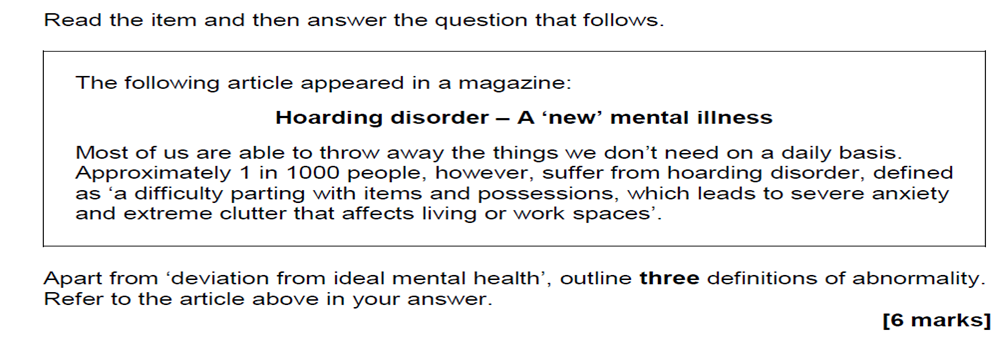 Read the item and then answer the question that follows.
The following article appeared in a magazine:
Hoarding disorder – A ‘new’ mental illness
Most of us are able to throw away the things we don’t need on a daily basis.
Approximately 1 in 1000 people, however, suffer from hoarding disorder, defined
as ‘a difficulty parting with items and possessions, which leads to severe anxiety
and extreme clutter that affects living or work spaces’.
Apart from ‘deviation from ideal mental health’, outline three definitions of abnormality.
Refer to the article above in your answer.
[6 marks]